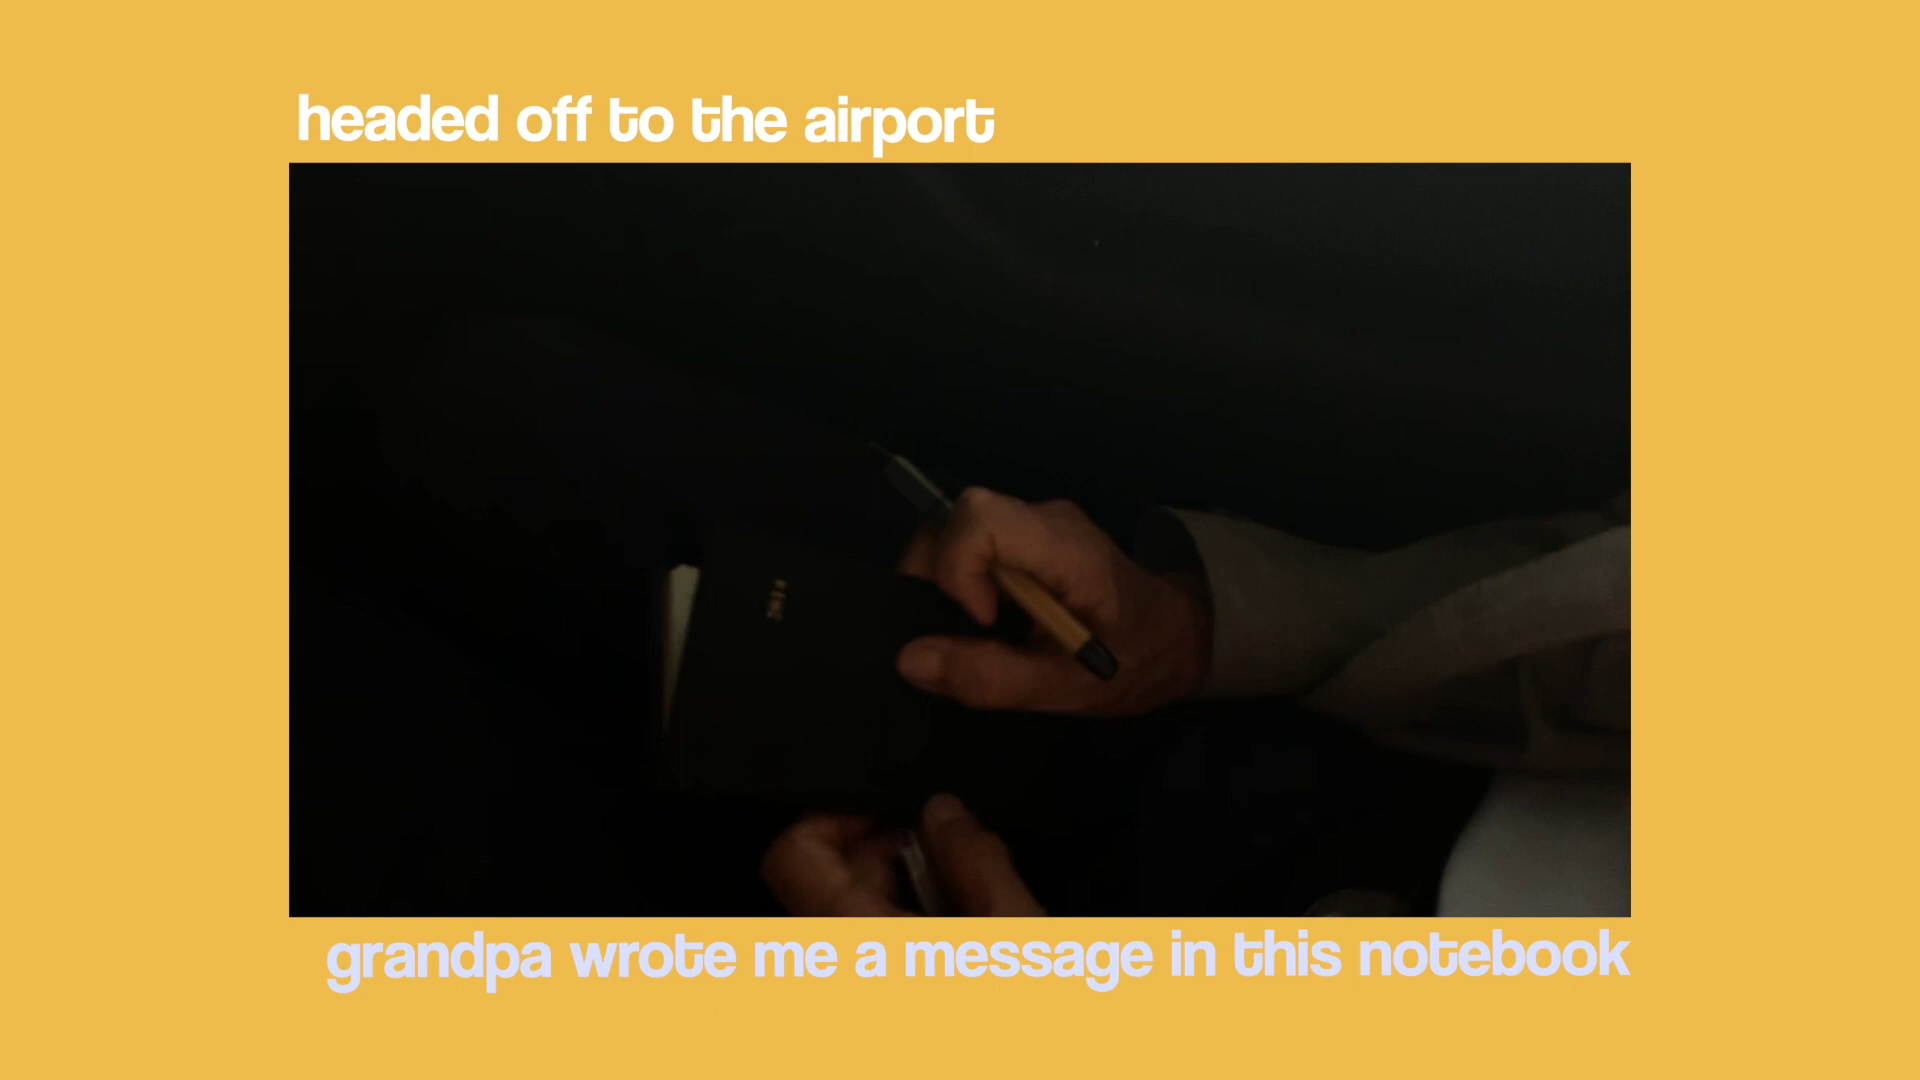 headed off to the airport
grandpa wrote me a message in this notebook